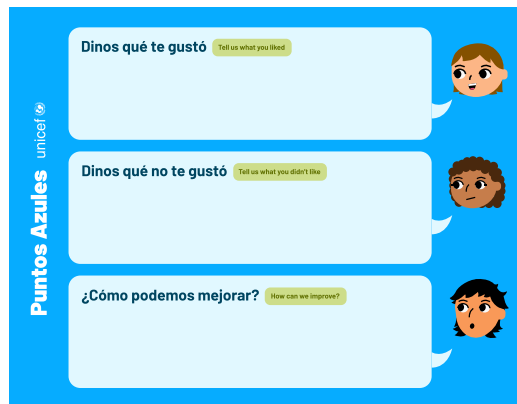 Puntos Azules unicef
Dinos qué te gustó Tell us what you liked
Dinos qué no te gustó Tell us what you didn't like
¿Cómo podemos mejorar? How can we improve?